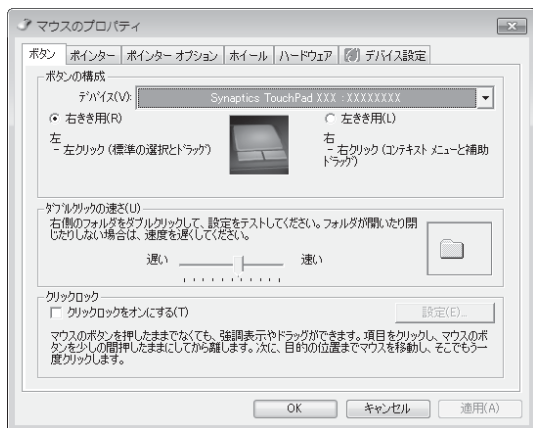 マウスのプロパティ
ボタン ポインター ポインター オプション ホイール ハードウェア デバイス設定
ボタンの構成
デバイス(V): Synaptics TouchPad XXX : XXXXXXXX
右きき用(R) 左きき用(L)
左 右
- 左クリック (標準の選択とドラッグ) - 右クリック (コンテキスト メニューと補助
ドラッグ)
ダブルクリックの速さ(U)
右側のフォルダをダブルクリックして、設定をテストしてください。フォルダが開いたり閉
じたりしない場合は、速度を遅くしてください。
遅い 速い
クリックロック
クリックロックをオンにする(T) 設定(E)...
マウスのボタンを押したままでなくても、強調表示やドラッグができます。項目をクリックし、マウスのボ
タンを少しの間押したままにしてから離します。次に、目的の位置までマウスを移動し、そこでもう一
度クリックします。
OK キャンセル 適用(A)